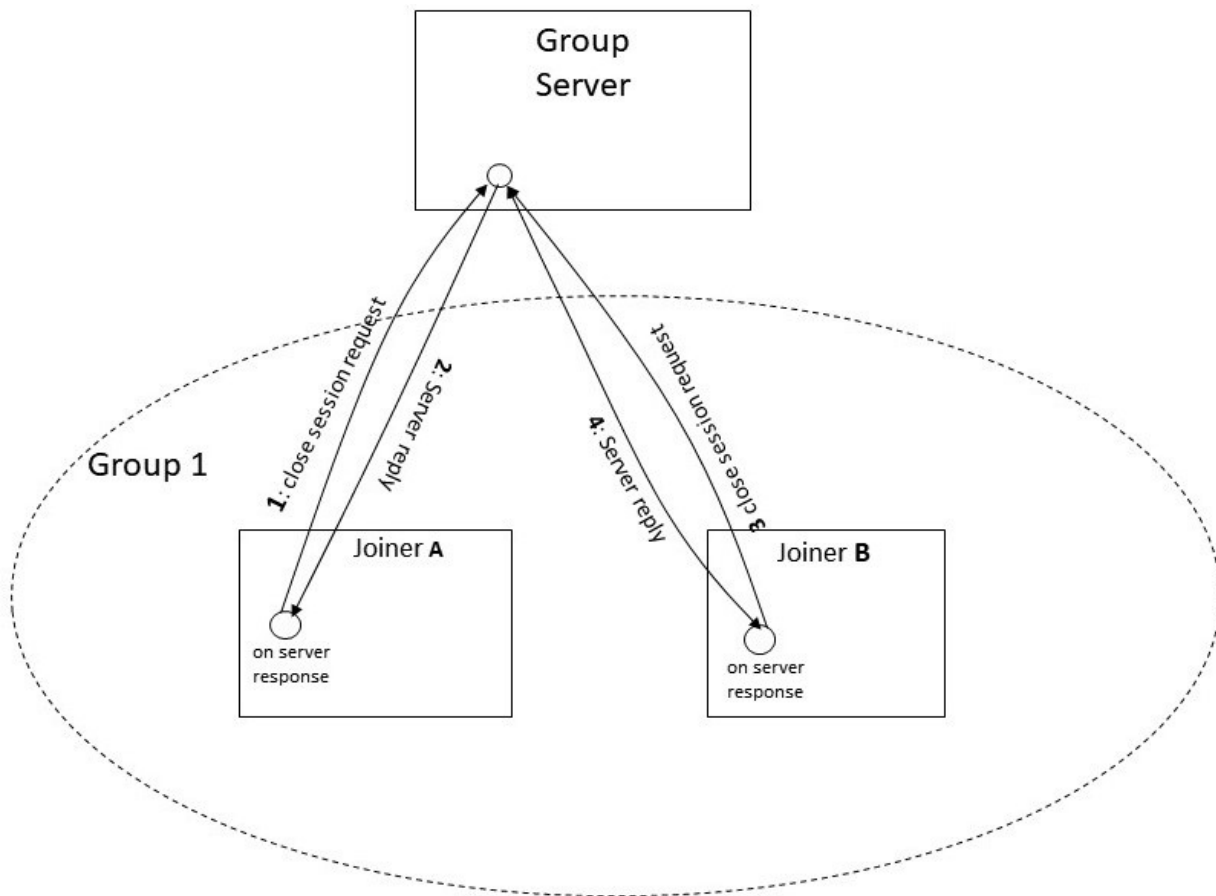 Group
Server
1: close session request
2: Server reply
3 close session request
4: Server reply
Group 1
Joiner A
Joiner B
on server
response
on server
response